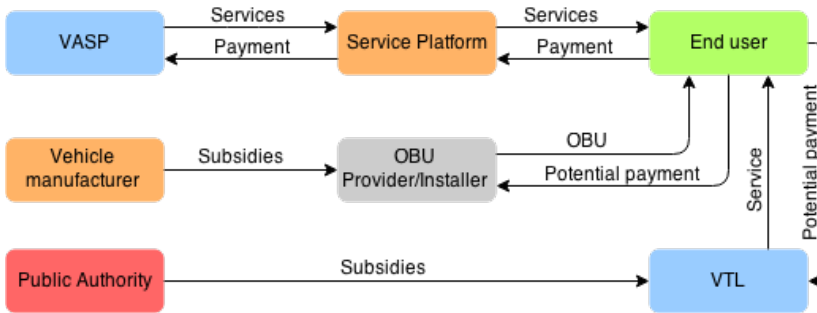 Services
Services
VASP
Service Platform
End user
Payment
Payment
Potential payment
OBU
Vehicle
manufacturer
Subsidies
OBU
Provider/Installer
Potential payment
Service
Public Authority
Subsidies
VTL